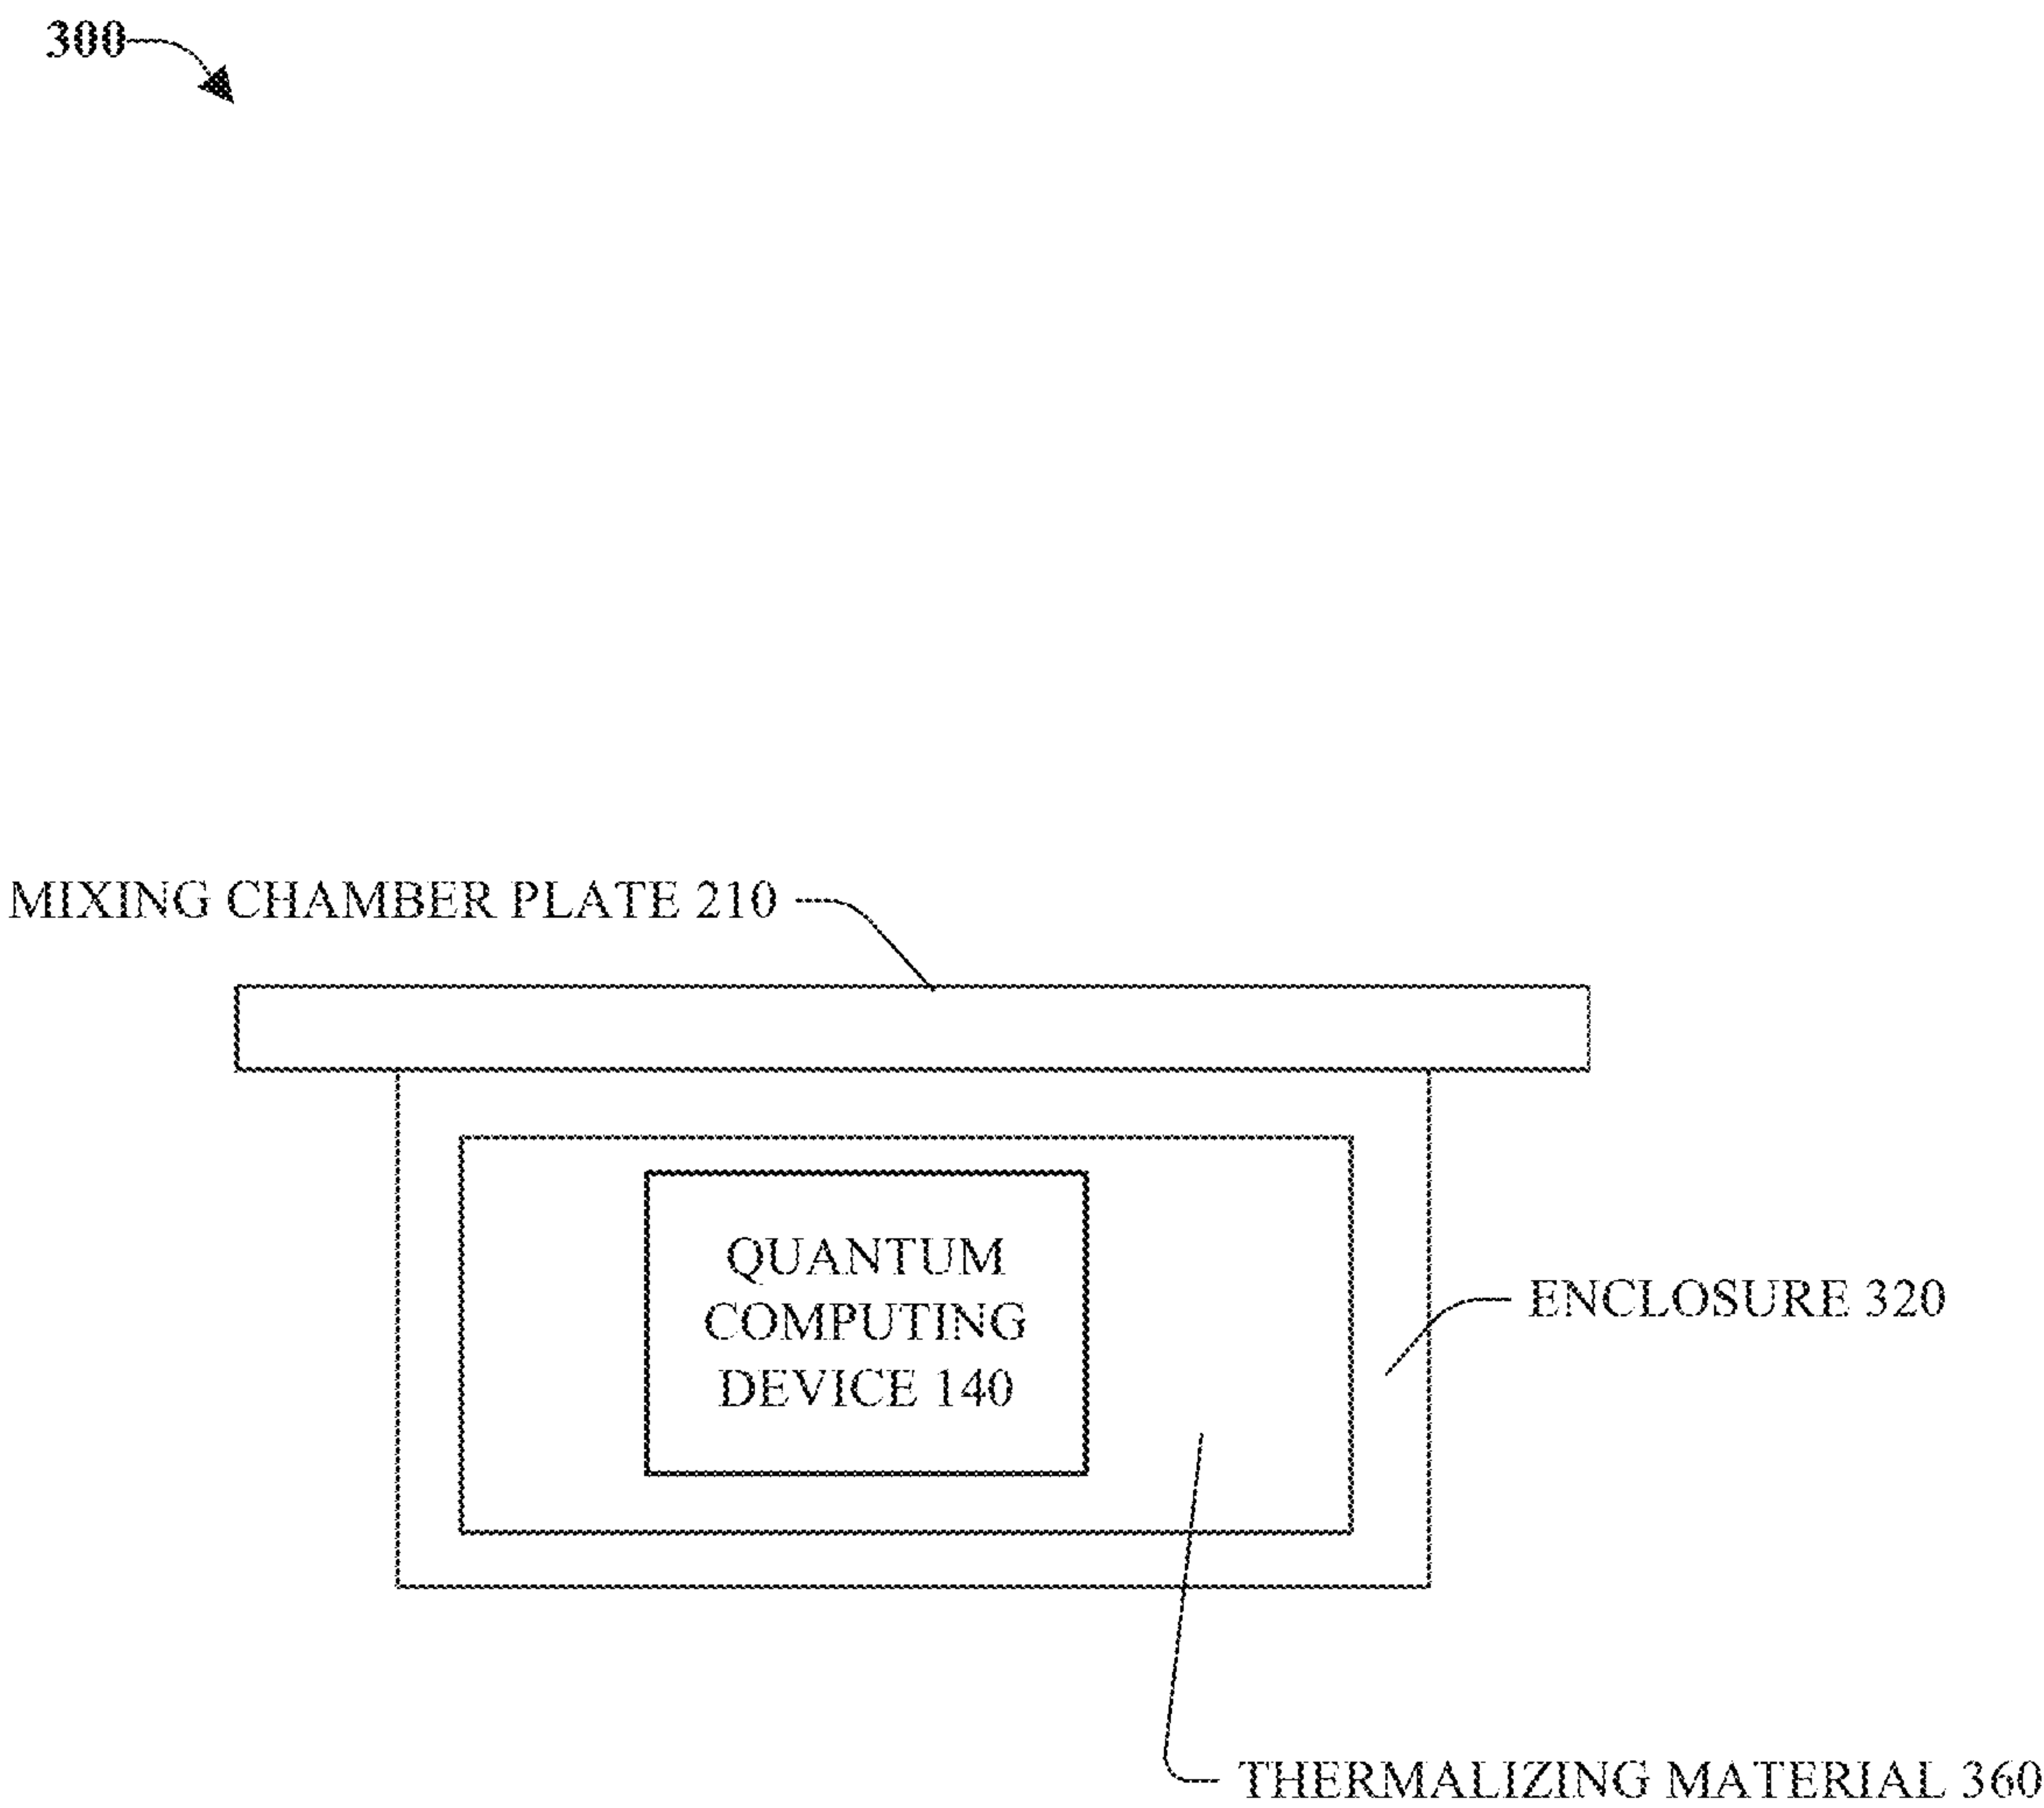 300
MIXING CHAMBER PLATE 210
QUANTUM
COMPUTING
DEVICE 140
ENCLOSURE 320
THERMALIZING MATERIAL 360